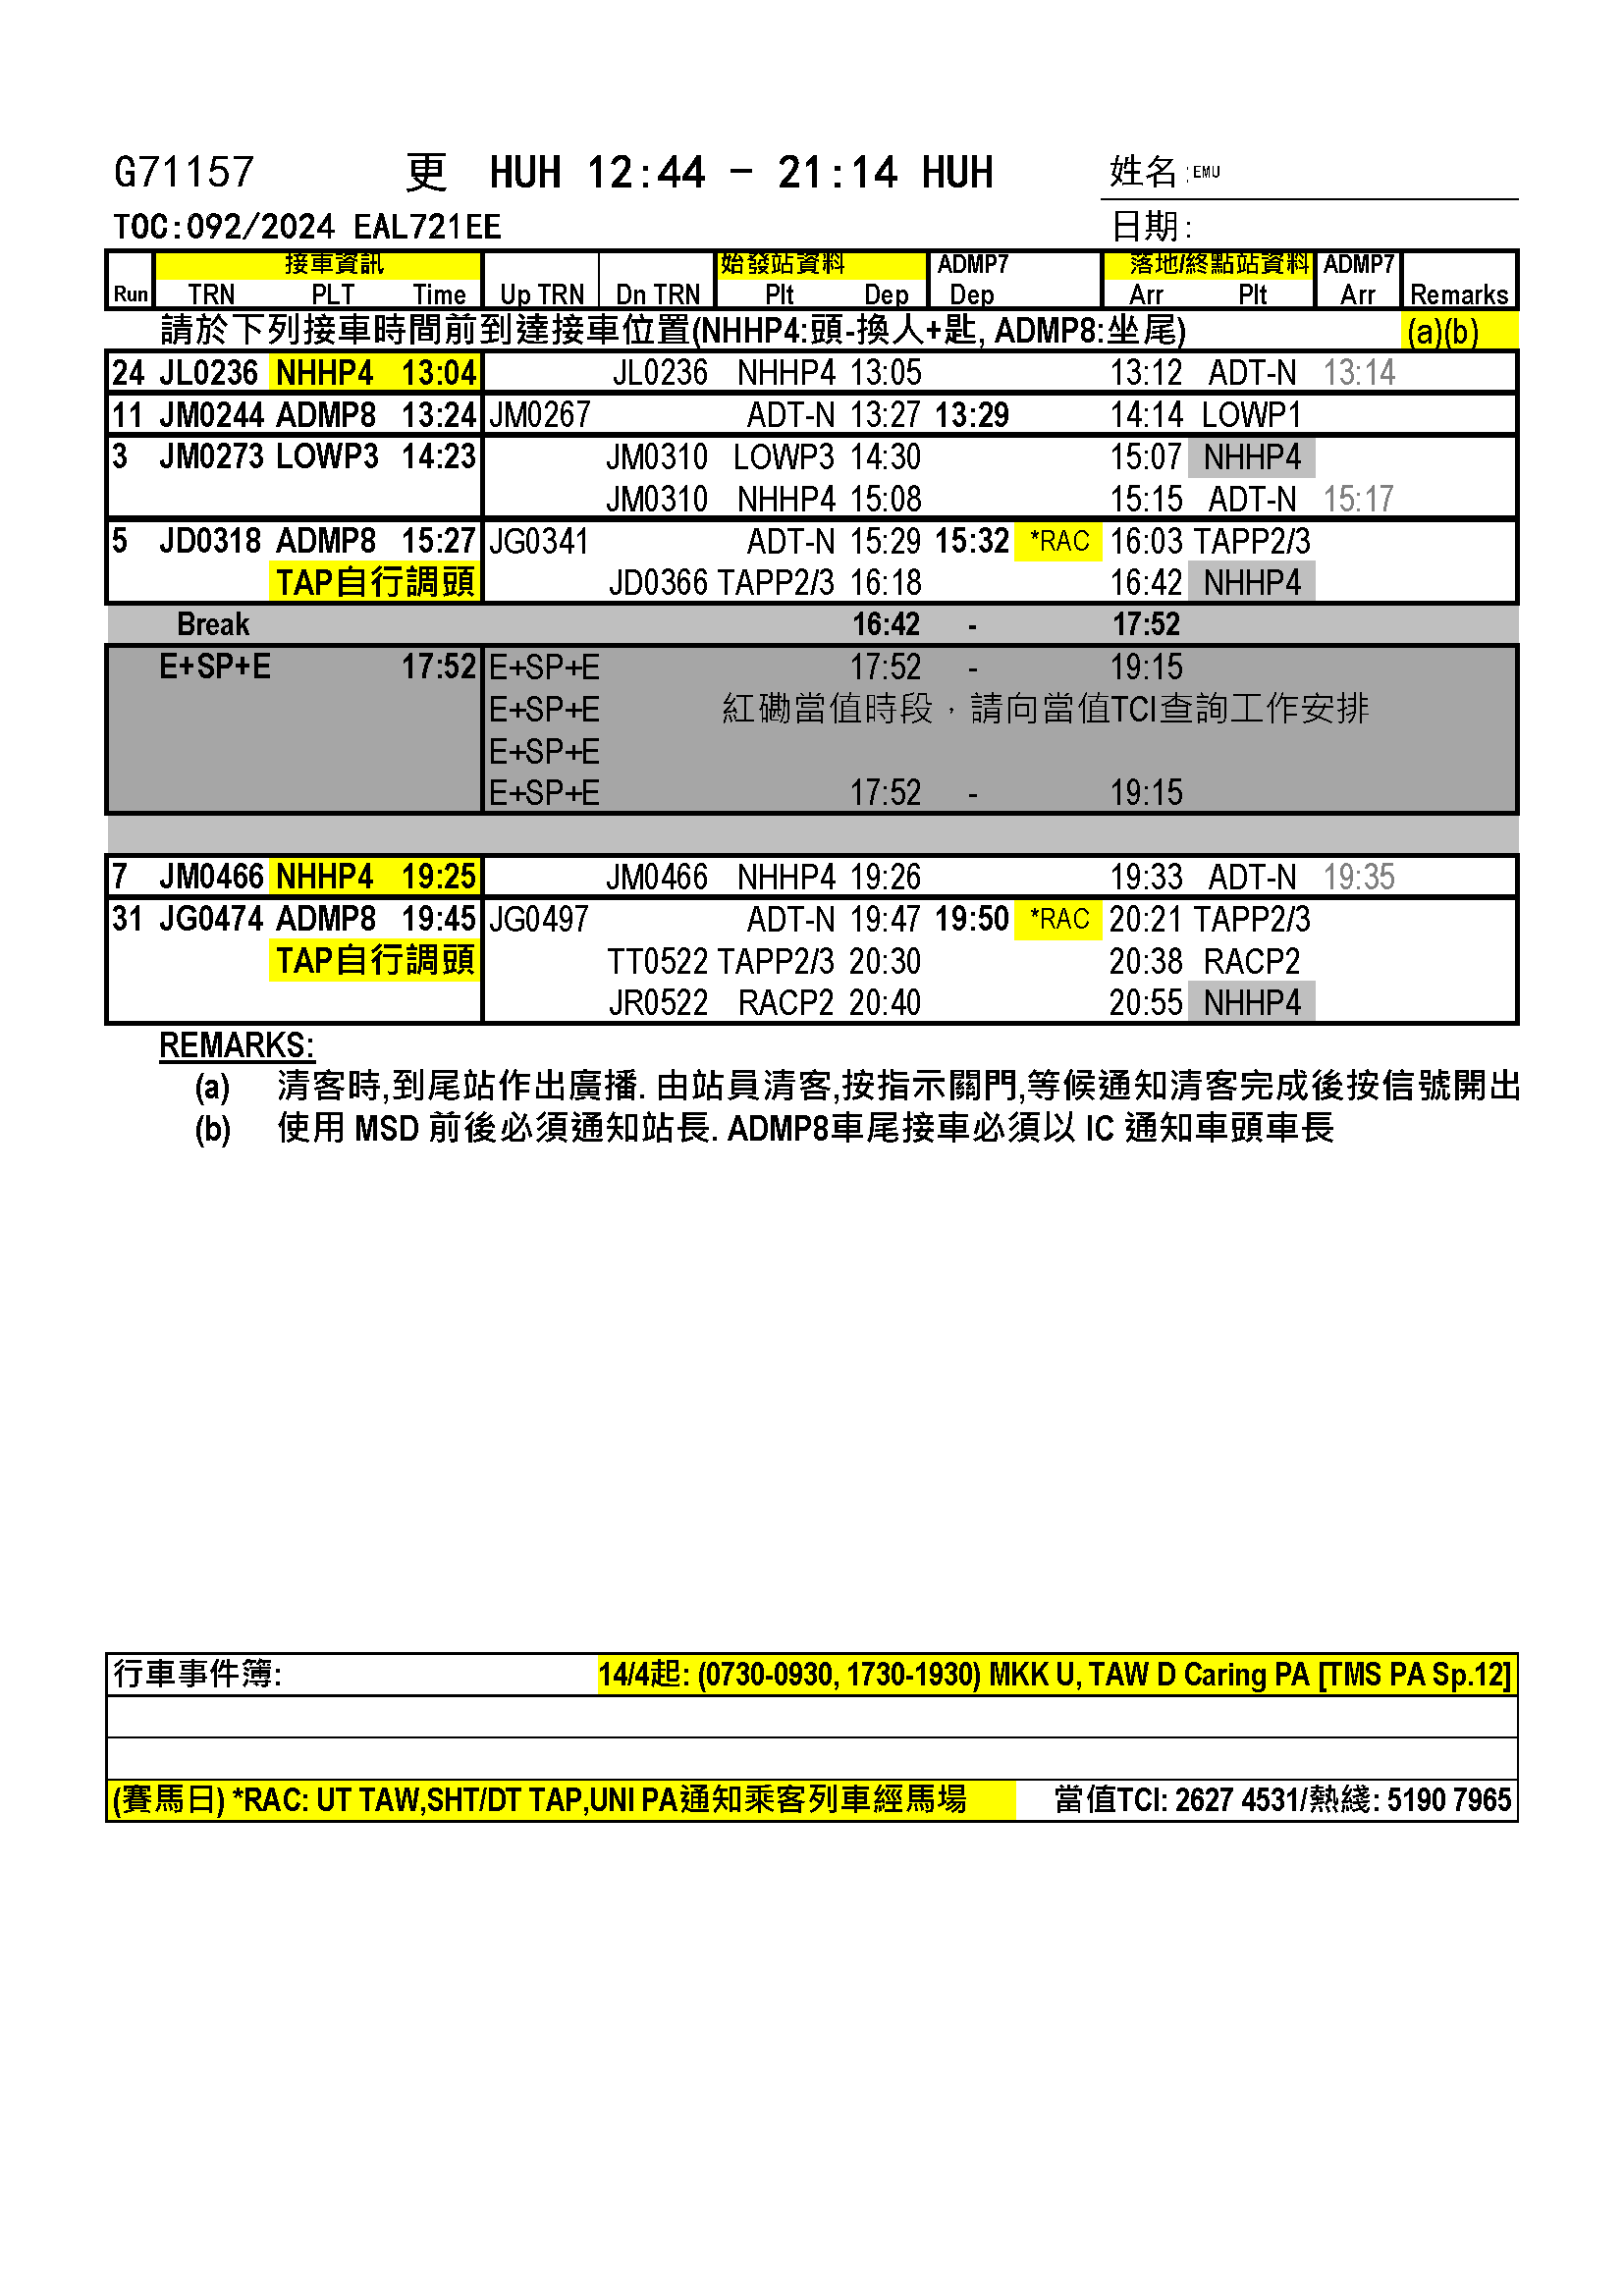 G71157 更 HUH 12:44 - 21:14 HUH 姓名:EMU
TOC:092/2024 EAL721EE 日期:
接車資訊 始發站資料 ADMP7 落地/終點站資料 ADMP7
Run TRN PLT Time Up TRN Dn TRN Plt Dep Dep Arr Plt Arr Remarks
請於下列接車時間前到達接車位置(NHHP4:頭-換人+匙, ADMP8:坐尾) (a)(b)
24 JL0236 NHHP4 13:04 JL0236 NHHP4 13:05 13:12 ADT-N 13:14
11 JM0244 ADMP8 13:24 JM0267 ADT-N 13:27 13:29 14:14 LOWP1
3 JM0273 LOWP3 14:23 JM0310 LOWP3 14:30 15:07 NHHP4
JM0310 NHHP4 15:08 15:15 ADT-N 15:17
5 JD0318 ADMP8 15:27 JG0341 ADT-N 15:29 15:32 *RAC 16:03 TAPP2/3
TAP自行調頭 JD0366 TAPP2/3 16:18 16:42 NHHP4
Break 16:42 - 17:52
E+SP+E 17:52 E+SP+E 17:52 - 19:15
E+SP+E 紅磡當值時段，請向當值TCI查詢工作安排
E+SP+E
E+SP+E 17:52 - 19:15
7 JM0466 NHHP4 19:25 JM0466 NHHP4 19:26 19:33 ADT-N 19:35
31 JG0474 ADMP8 19:45 JG0497 ADT-N 19:47 19:50 *RAC 20:21 TAPP2/3
TAP自行調頭 TT0522 TAPP2/3 20:30 20:38 RACP2
JR0522 RACP2 20:40 20:55 NHHP4
REMARKS:
(a) 清客時,到尾站作出廣播. 由站員清客,按指示關門,等候通知清客完成後按信號開出
(b) 使用 MSD 前後必須通知站長. ADMP8車尾接車必須以 IC 通知車頭車長
行車事件簿: 14/4起: (0730-0930, 1730-1930) MKK U, TAW D Caring PA [TMS PA Sp.12]
(賽馬日) *RAC: UT TAW,SHT/DT TAP,UNI PA通知乘客列車經馬場 當值TCI: 2627 4531/熱綫: 5190 7965